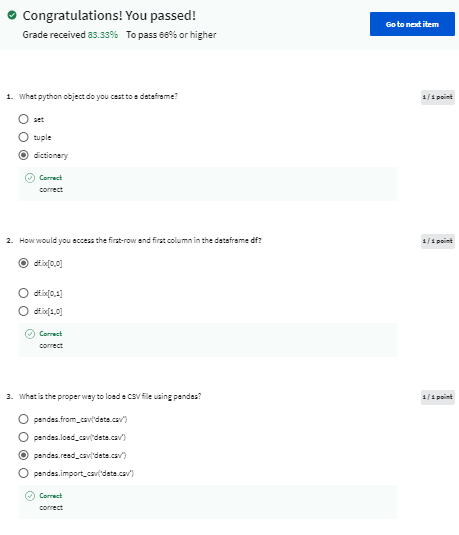 Congratulations! You passed!
Grade received 83.33% To pass 66% or higher
Go to next item
1. What python object do you cast to a dataframe?
1 / 1 point
set
tuple
dictionary
Correct
correct
2. How would you access the first-row and first column in the dataframe df?
1 / 1 point
df.ix[0,0]
df.ix[0,1]
df.ix[1,0]
Correct
correct
3. What is the proper way to load a CSV file using pandas?
1 / 1 point
pandas.from_csv('data.csv')
pandas.load_csv('data.csv')
pandas.read_csv('data.csv')
pandas.import_csv('data.csv')
Correct
correct